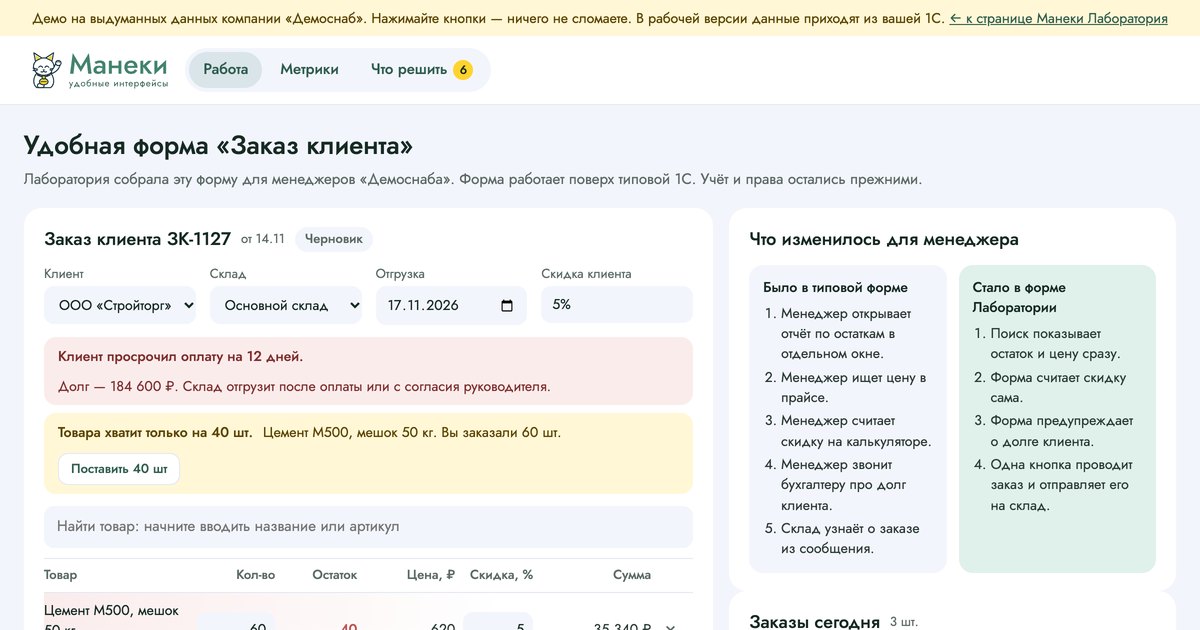 Демо на выдуманных данных компании «Демоснаб». Нажимайте кнопки — ничего не сломаете. В рабочей версии данные приходят из вашей 1С. ← к странице Манеки Лаборатория
Манеки
удобные интерфейсы
Работа
Метрики
Что решить 6
Удобная форма «Заказ клиента»
Лаборатория собрала эту форму для менеджеров «Демоснаба». Форма работает поверх типовой 1С. Учёт и права остались прежними.
Заказ клиента ЗК-1127 от 14.11 Черновик
Клиент Склад Отгрузка Скидка клиента
ООО «Стройторг» Основной склад 17.11.2026 5%
Клиент просрочил оплату на 12 дней.
Долг — 184 600 ₽. Склад отгрузит после оплаты или с согласия руководителя.
Товара хватит только на 40 шт. Цемент М500, мешок 50 кг. Вы заказали 60 шт.
Поставить 40 шт
Найти товар: начните вводить название или артикул
Товар Кол-во Остаток Цена, ₽ Скидка, % Сумма
Цемент М500, мешок
50 кг 60 40 620 5 35 340 ₽
Что изменилось для менеджера
Было в типовой форме
1. Менеджер открывает
отчёт по остаткам в
отдельном окне.
2. Менеджер ищет цену в
прайсе.
3. Менеджер считает
скидку на калькуляторе.
4. Менеджер звонит
бухгалтеру про долг
клиента.
5. Склад узнаёт о заказе
из сообщения.
Стало в форме
Лаборатории
1. Поиск показывает
остаток и цену сразу.
2. Форма считает скидку
сама.
3. Форма предупреждает
о долге клиента.
4. Одна кнопка проводит
заказ и отправляет его
на склад.
Заказы сегодня 3 шт.